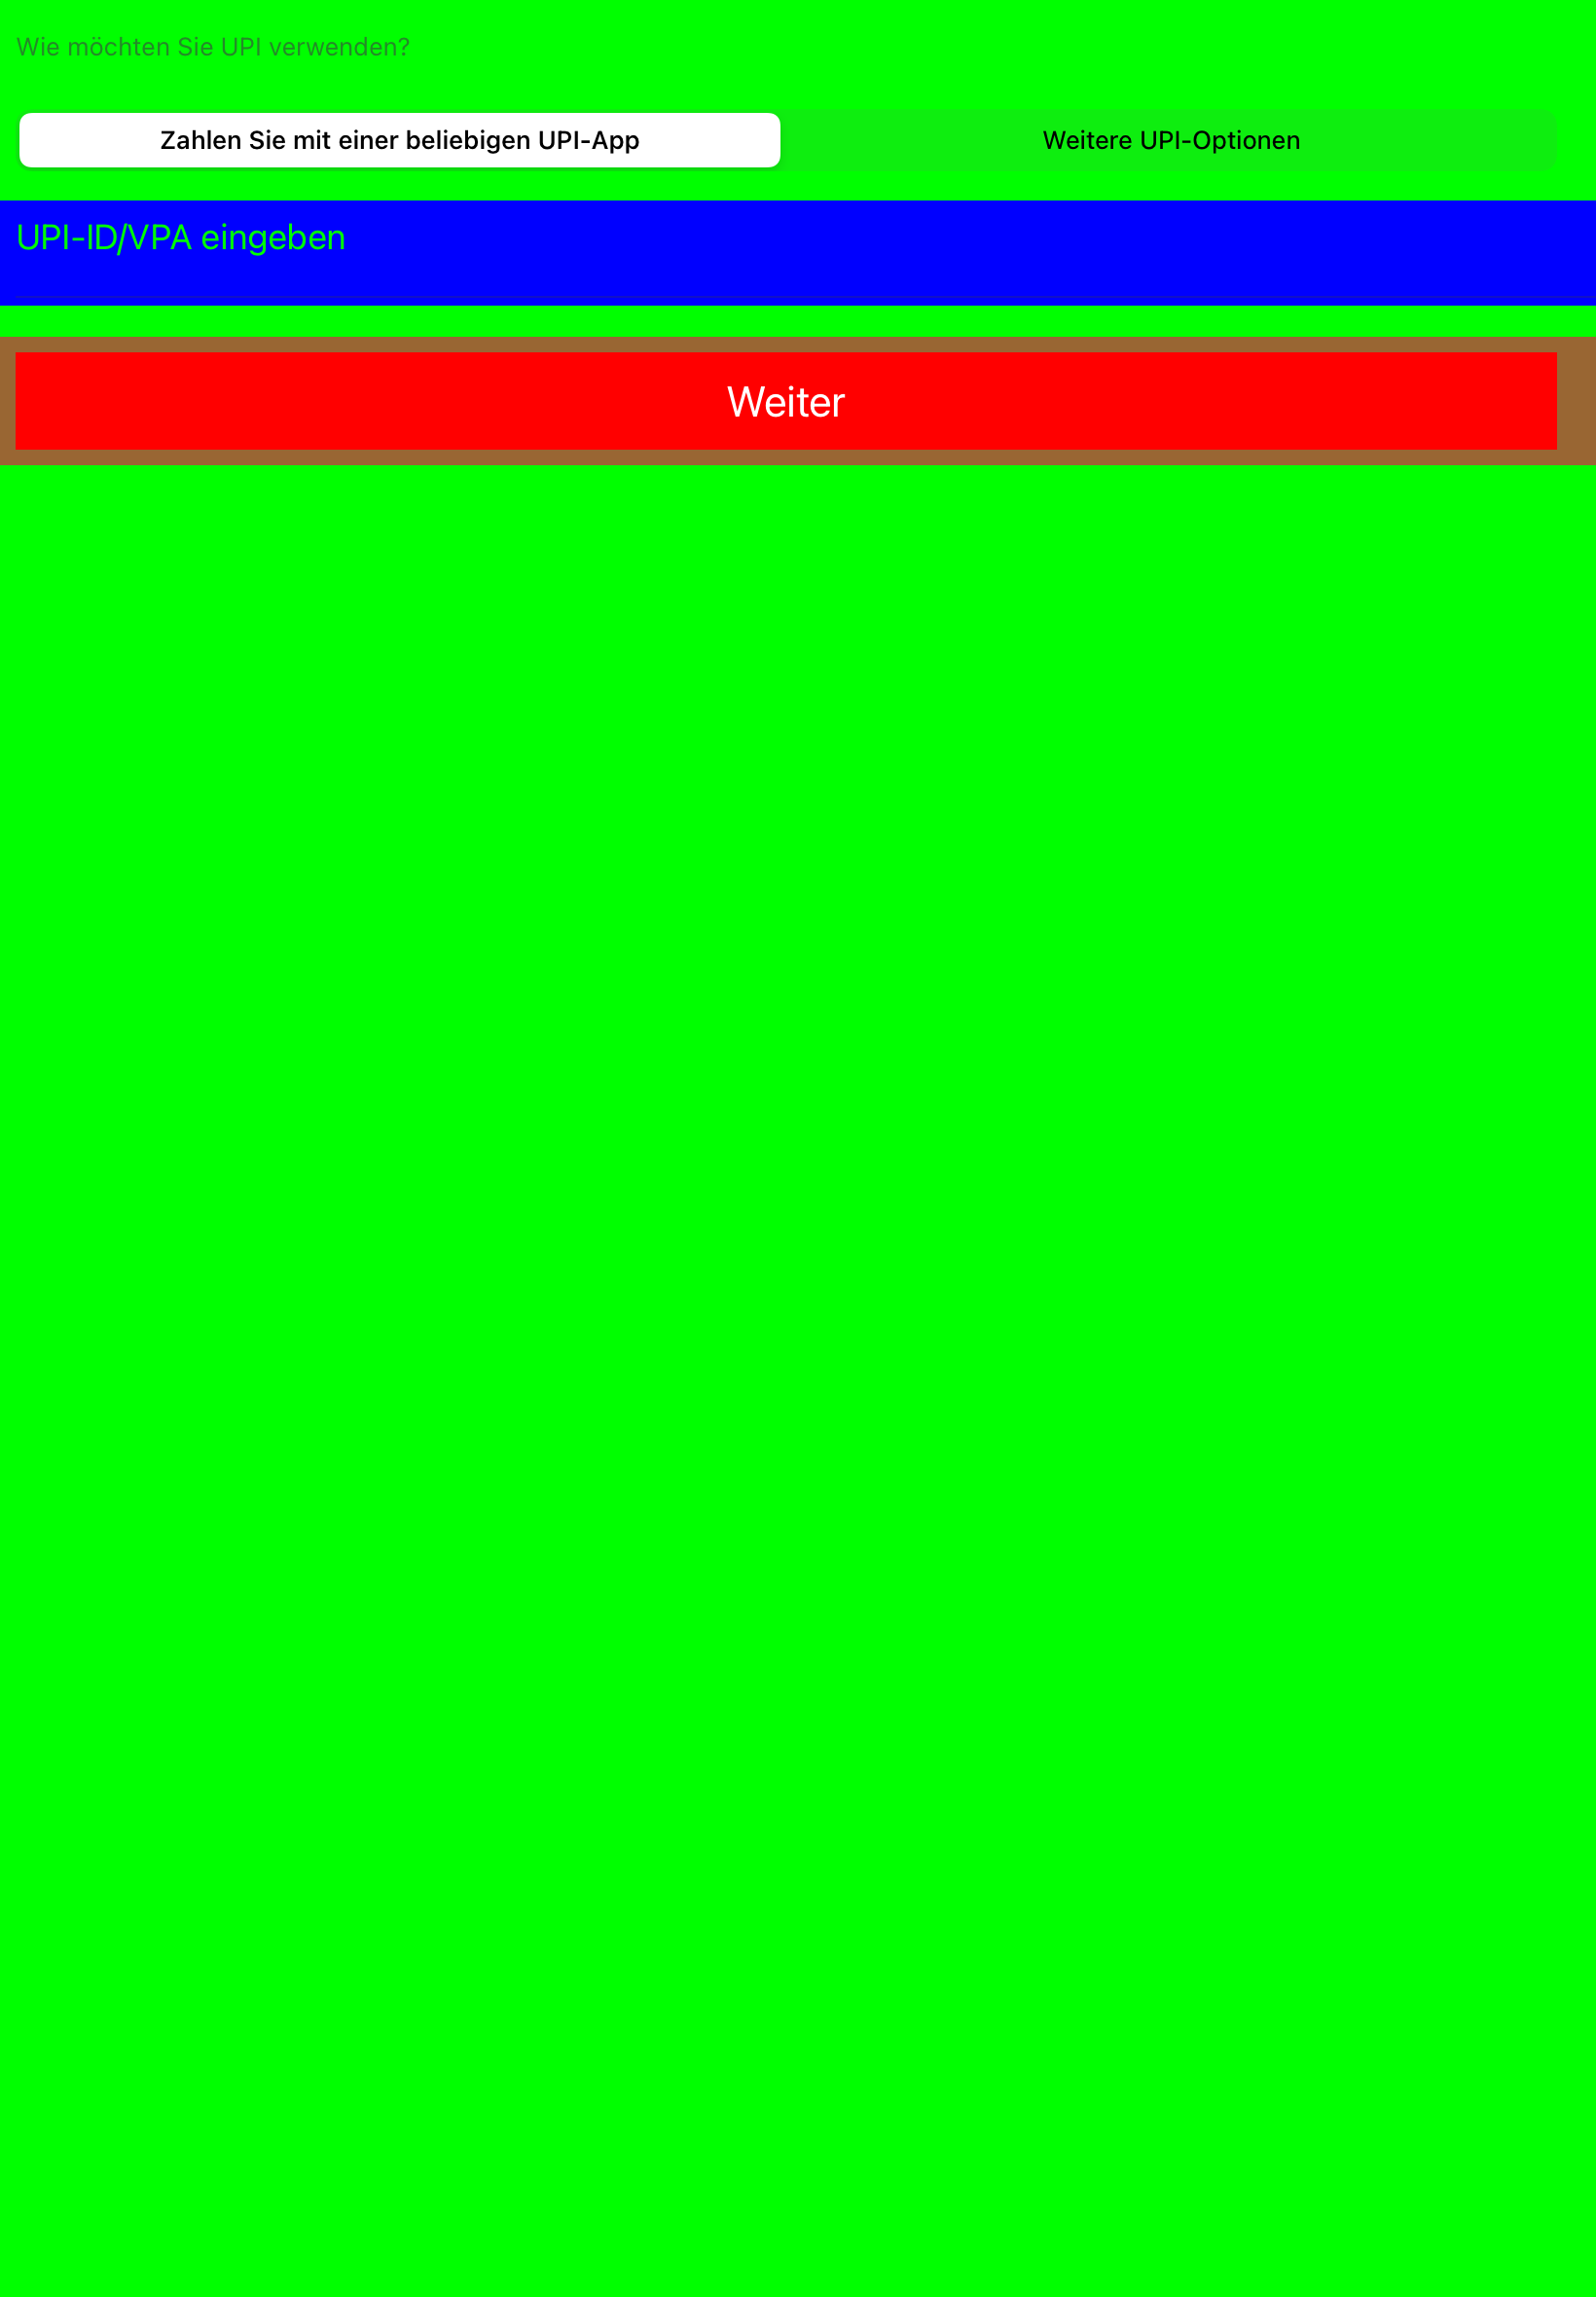 Wie möchten Sie UPI verwenden?
Zahlen Sie mit einer beliebigen UPI-App
Weitere UPI-Optionen
UPI-ID/VPA eingeben
Weiter